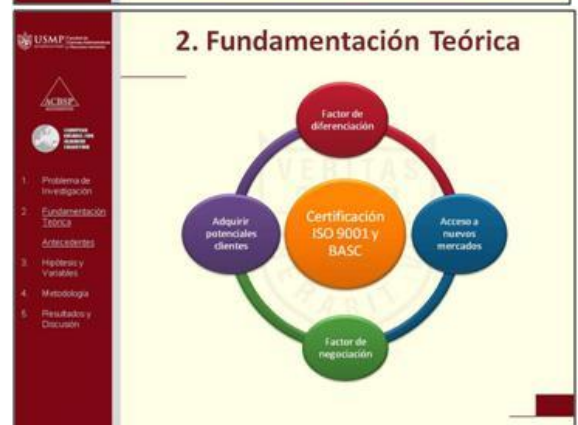 USMP
2. Fundamentación Teórica
ACBSP
1. Problema de
Investigación
2. Fundamentación
Teórica
Antecedentes
3. Hipótesis y
Variables
4. Metodología
5. Resultados y
Discusión
Factor de
diferenciación
VERITAS
Adquirir
potenciales
clientes
Certificación
ISO 9001 y
BASC
Acceso a
nuevos
mercados
Factor de
negociación